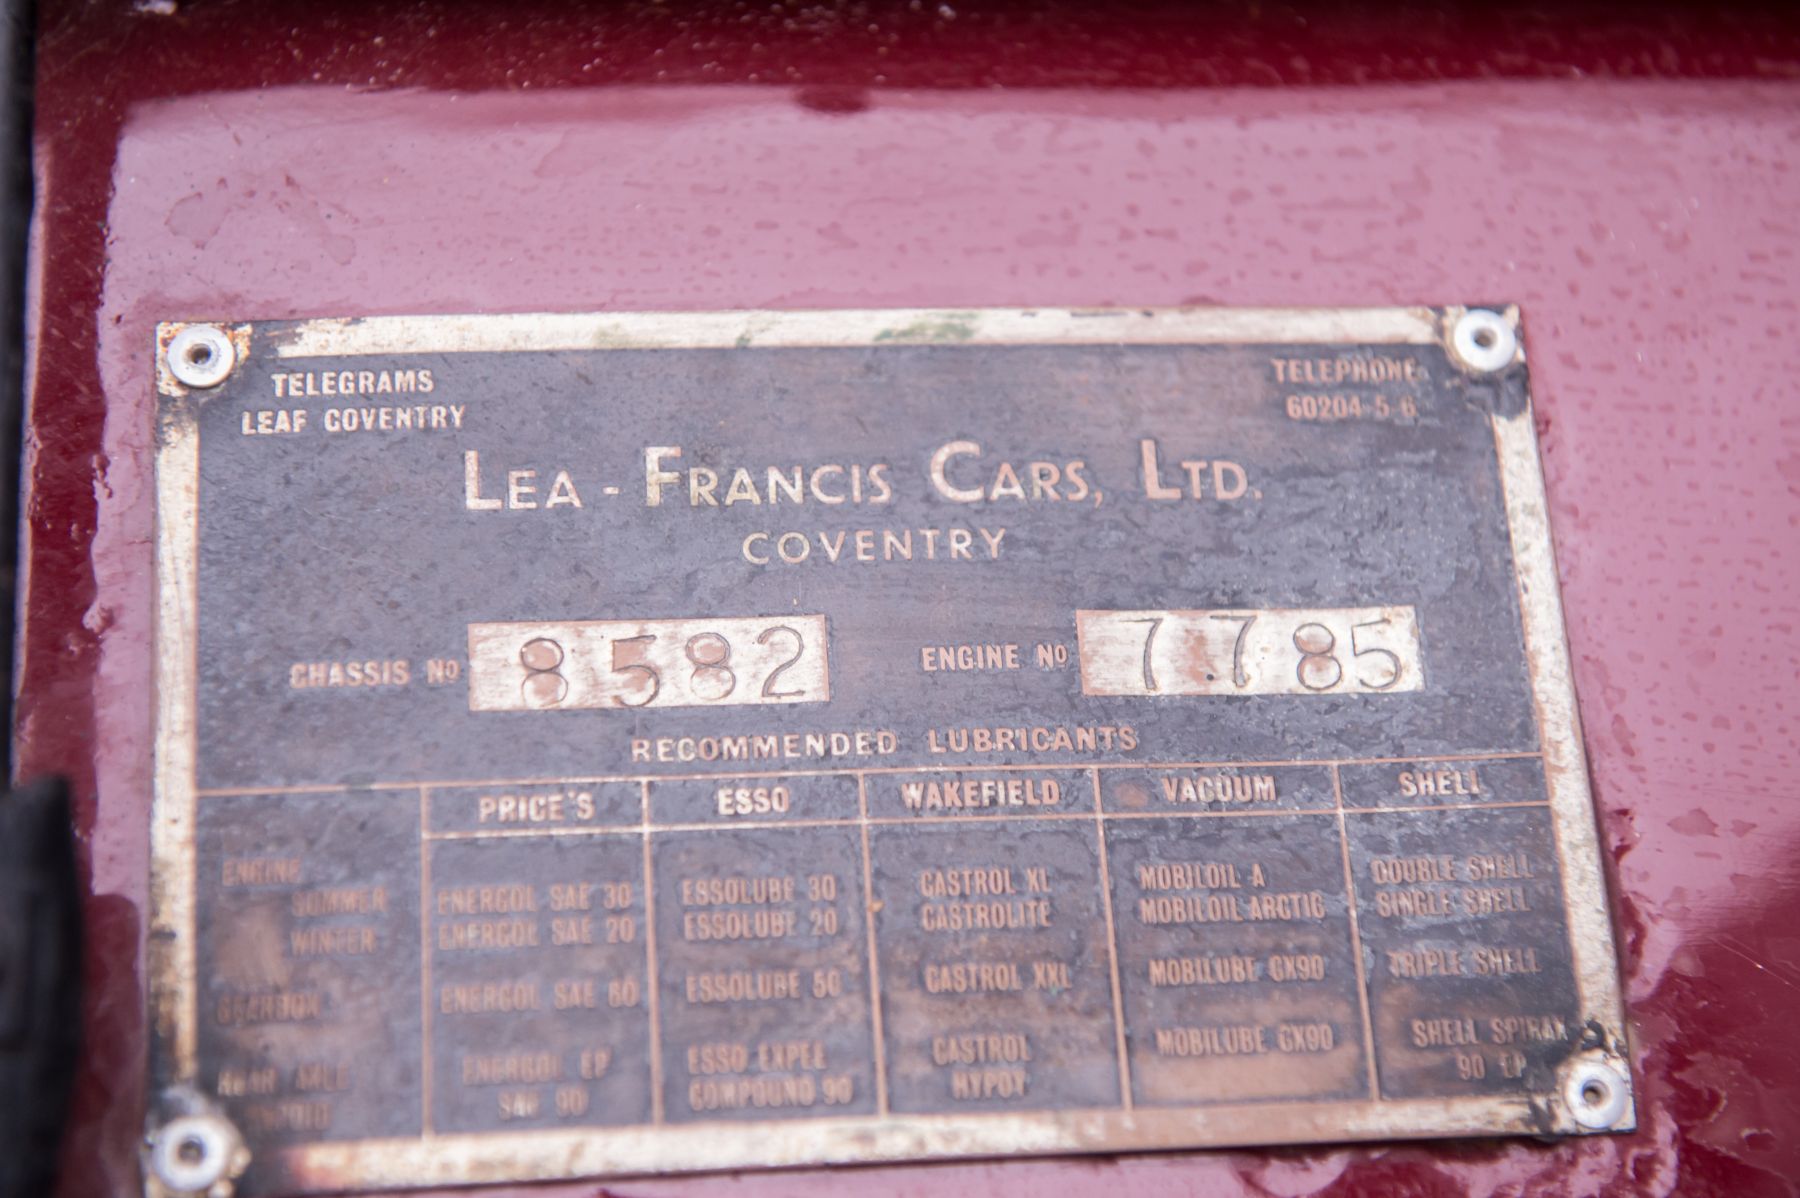 TELEGRAMS
LEAF COVENTRY
TELEPHONE
60204-5-6
LEA-FRANCIS CARS, LTD.
COVENTRY
CHASSIS NO 8582 ENGINE NO 7785
RECOMMENDED LUBRICANTS
PRICE'S ESSO WAKEFIELD VACUUM SHELL
ENGINE
SUMMER ENERGOL SAE 30 ESSOLUBE 30 CASTROL XL MOBILOIL A DOUBLE SHELL
WINTER ENERGOL SAE 20 ESSOLUBE 20 CASTROLITE MOBILOIL ARCTIC SINGLE SHELL
GEARBOX ENERGOL SAE ESSOLUBE 50 CASTROL XXL MOBILUBE GX90 TRIPLE SHELL
REAR AXLE ENERGOL EP ESSO EXPEE CASTROL MOBILUBE GX90 SHELL SPIRAX
SAE 90 COMPOUND 90 HYPOY 90 EP